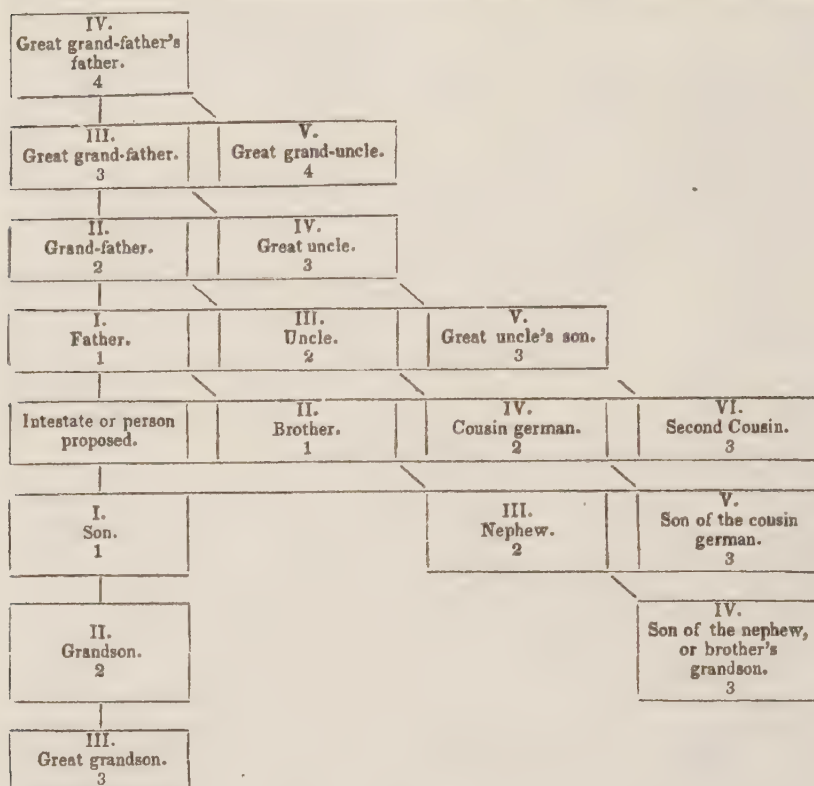 IV.
Great grand-father's
father.
4
III.
Great grand-father.
3
V.
Great grand-uncle.
4
II.
Grand-father.
2
IV.
Great uncle.
3
I.
Father.
1
III.
Uncle.
2
V.
Great uncle's son.
3
Intestate or person
proposed.
II.
Brother.
1
IV.
Cousin german.
2
VI.
Second Cousin.
3
I.
Son.
1
III.
Nephew.
2
V.
Son of the cousin
german.
3
II.
Grandson.
2
IV.
Son of the nephew,
or brother's
grandson.
3
III.
Great grandson.
3